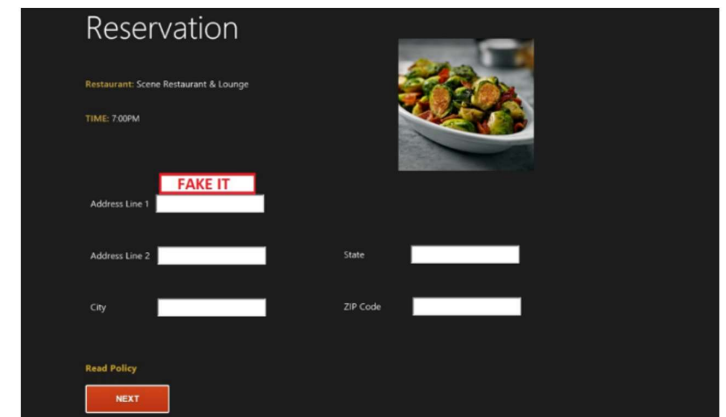 Reservation
Restaurant: Scene Restaurant & Lounge
TIME: 7:00PM
FAKE IT
Address Line 1
Address Line 2
State
City
ZIP Code
Read Policy
NEXT